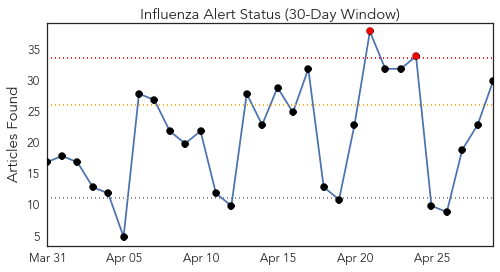 Influenza Alert Status (30-Day Window)
Articles Found
35
30
25
20
15
10
5
Mar 31 Apr 05 Apr 10 Apr 15 Apr 20 Apr 25